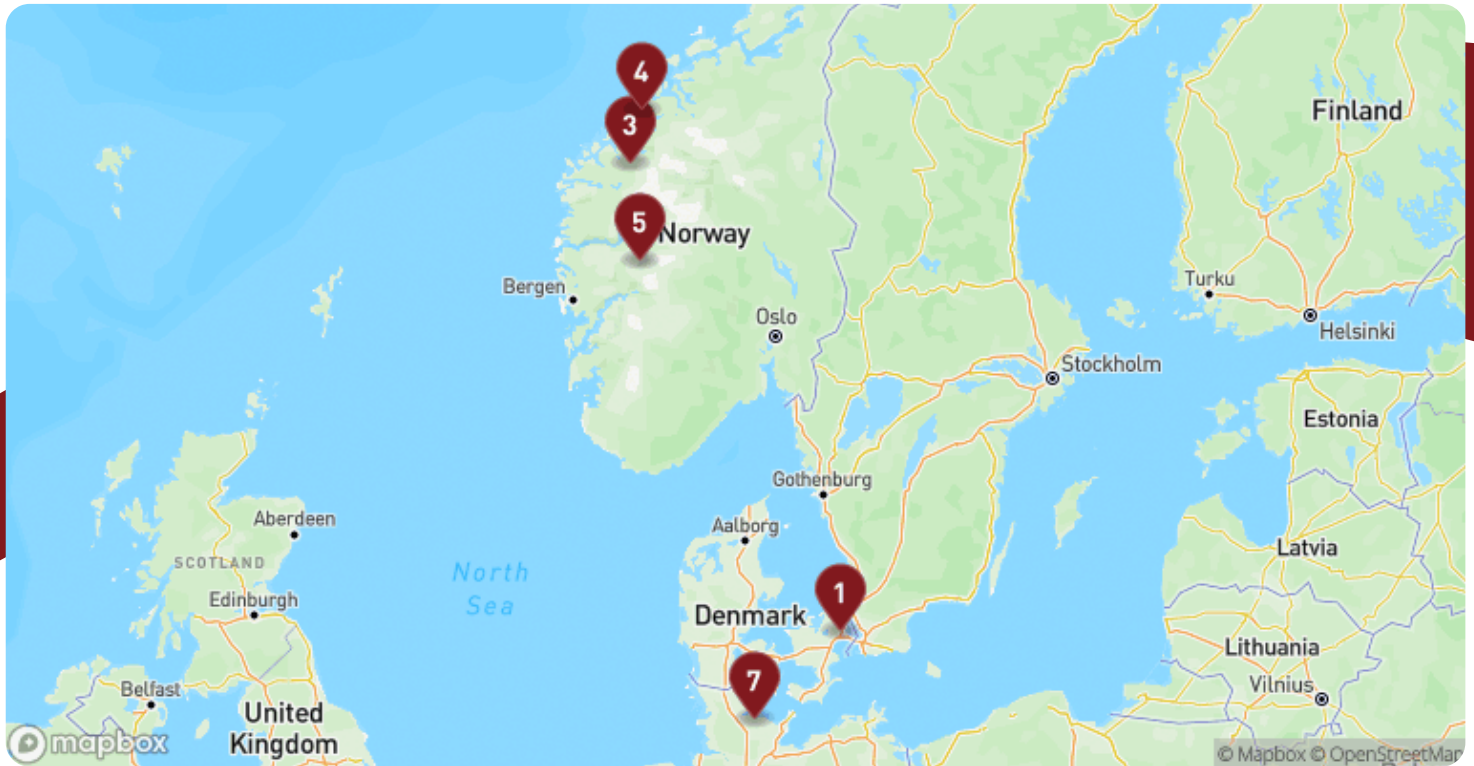 4
Finland
3
5
Norway
Turku
Bergen
Oslo
Helsinki
Stockholm
Estonia
Gothenburg
Aberdeen
Aalborg
Latvia
SCOTLAND
North
Sea
1
Edinburgh
Denmark
Lithuania
7
Vilnius
Belfast
United
Kingdom
mapbox
© Mapbox © OpenStreetMap